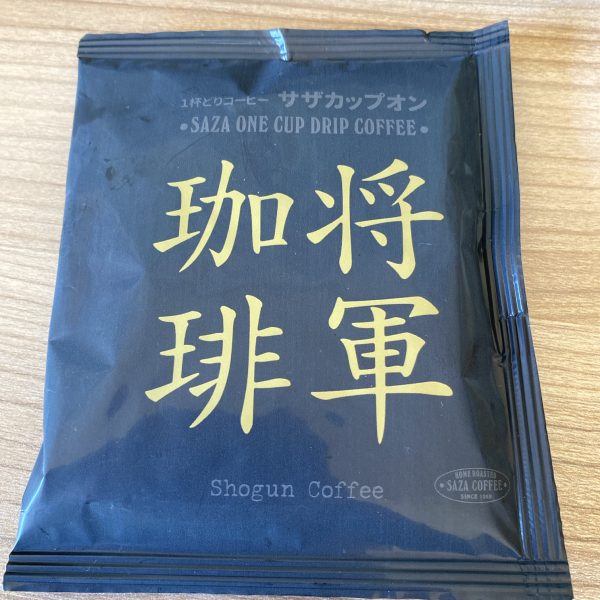 1杯どりコーヒー サザカップオン
• SAZA ONE CUP DRIP COFFEE •
将軍
珈琲
Shogun Coffee
HOME ROASTED
• SAZA COFFEE •
SINCE 1969